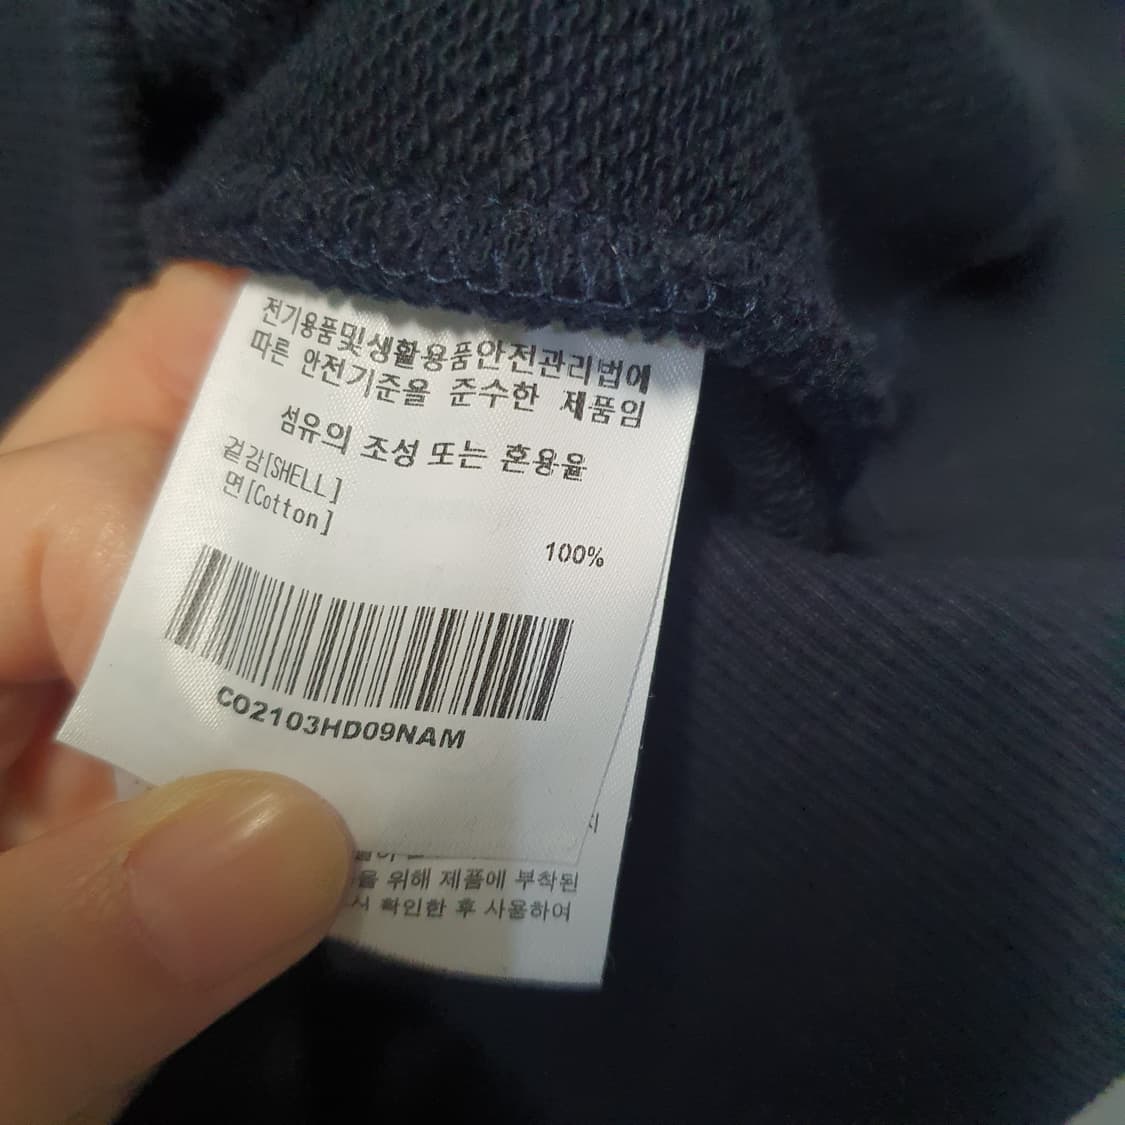 전기용품및생활용품안전관리법에
따른 안전기준을 준수한 제품임
섬유의 조성 또는 혼용율
겉감[SHELL]
면[Cotton]
100%
CO2103HD09NAM
위해 제품에 부착된
확인한 후 사용하여